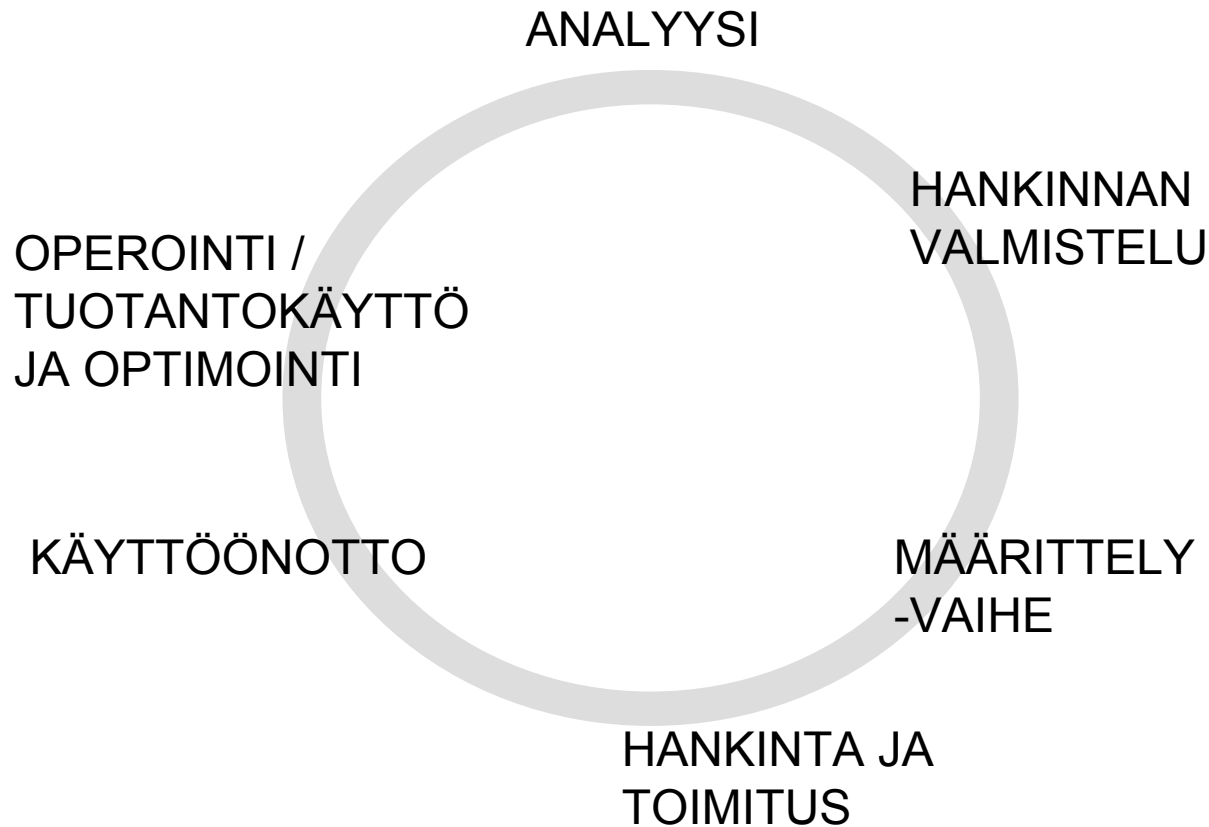 ANALYYSI
HANKINNAN
VALMISTELU
MÄÄRITTELY
-VAIHE
HANKINTA JA
TOIMITUS
KÄYTTÖÖNOTTO
OPEROINTI /
TUOTANTOKÄYTTÖ
JA OPTIMOINTI